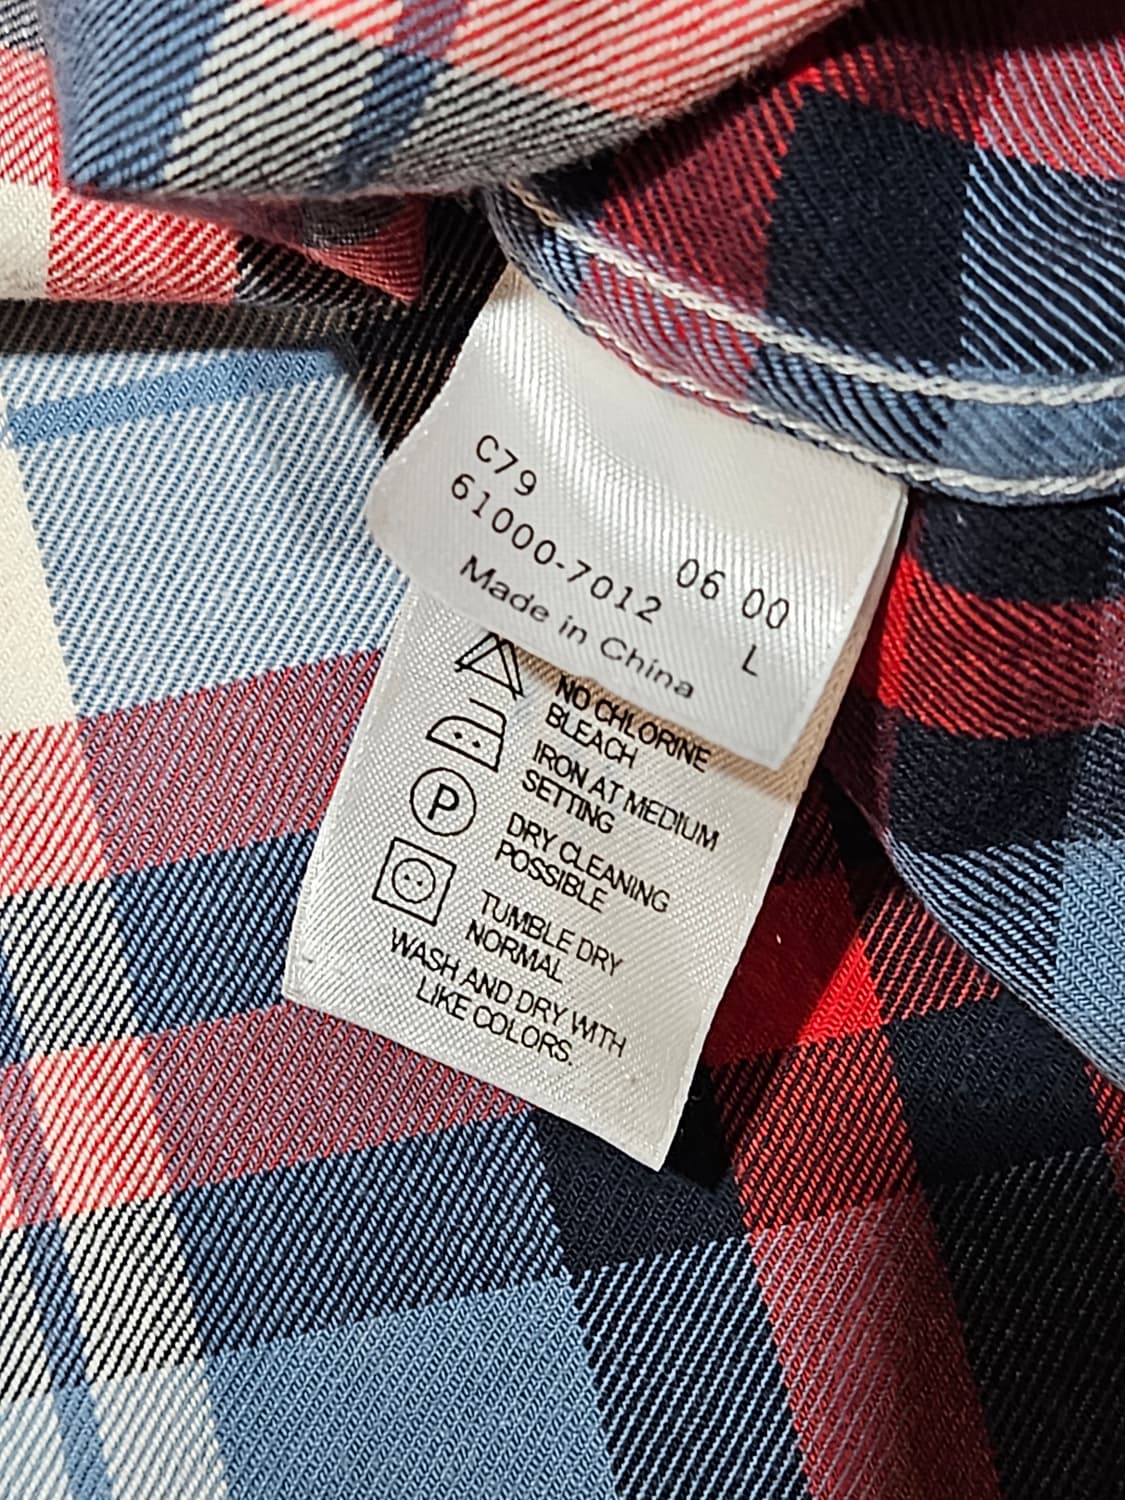 C79
61000-7012 06 00
Made in China L
NO CHLORINE
BLEACH
IRON AT MEDIUM
SETTING
P DRY CLEANING
POSSIBLE
TUMBLE DRY
NORMAL
WASH AND DRY WITH
LIKE COLORS.